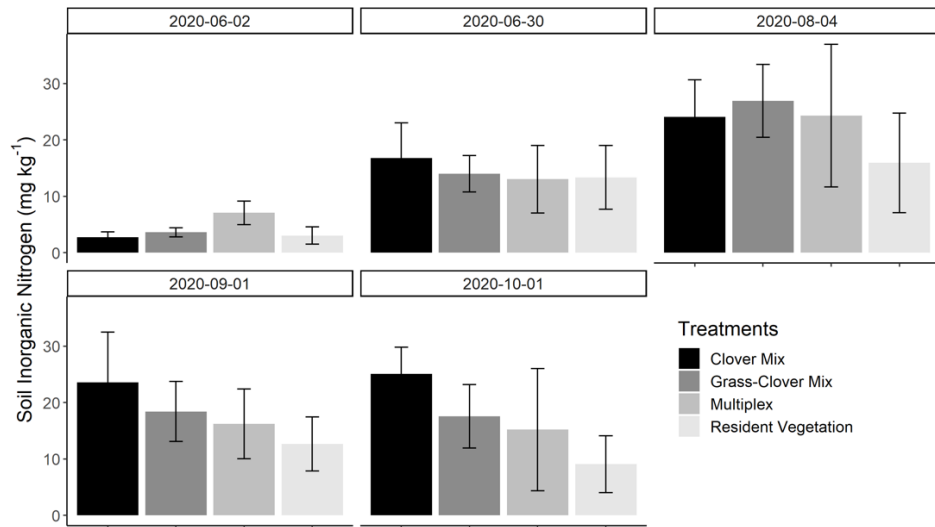 2020-06-02
2020-06-30
2020-08-04
30
20
10
0
2020-09-01
2020-10-01
30
20
10
0
Soil Inorganic Nitrogen (mg kg⁻¹)
Treatments
Clover Mix
Grass-Clover Mix
Multiplex
Resident Vegetation